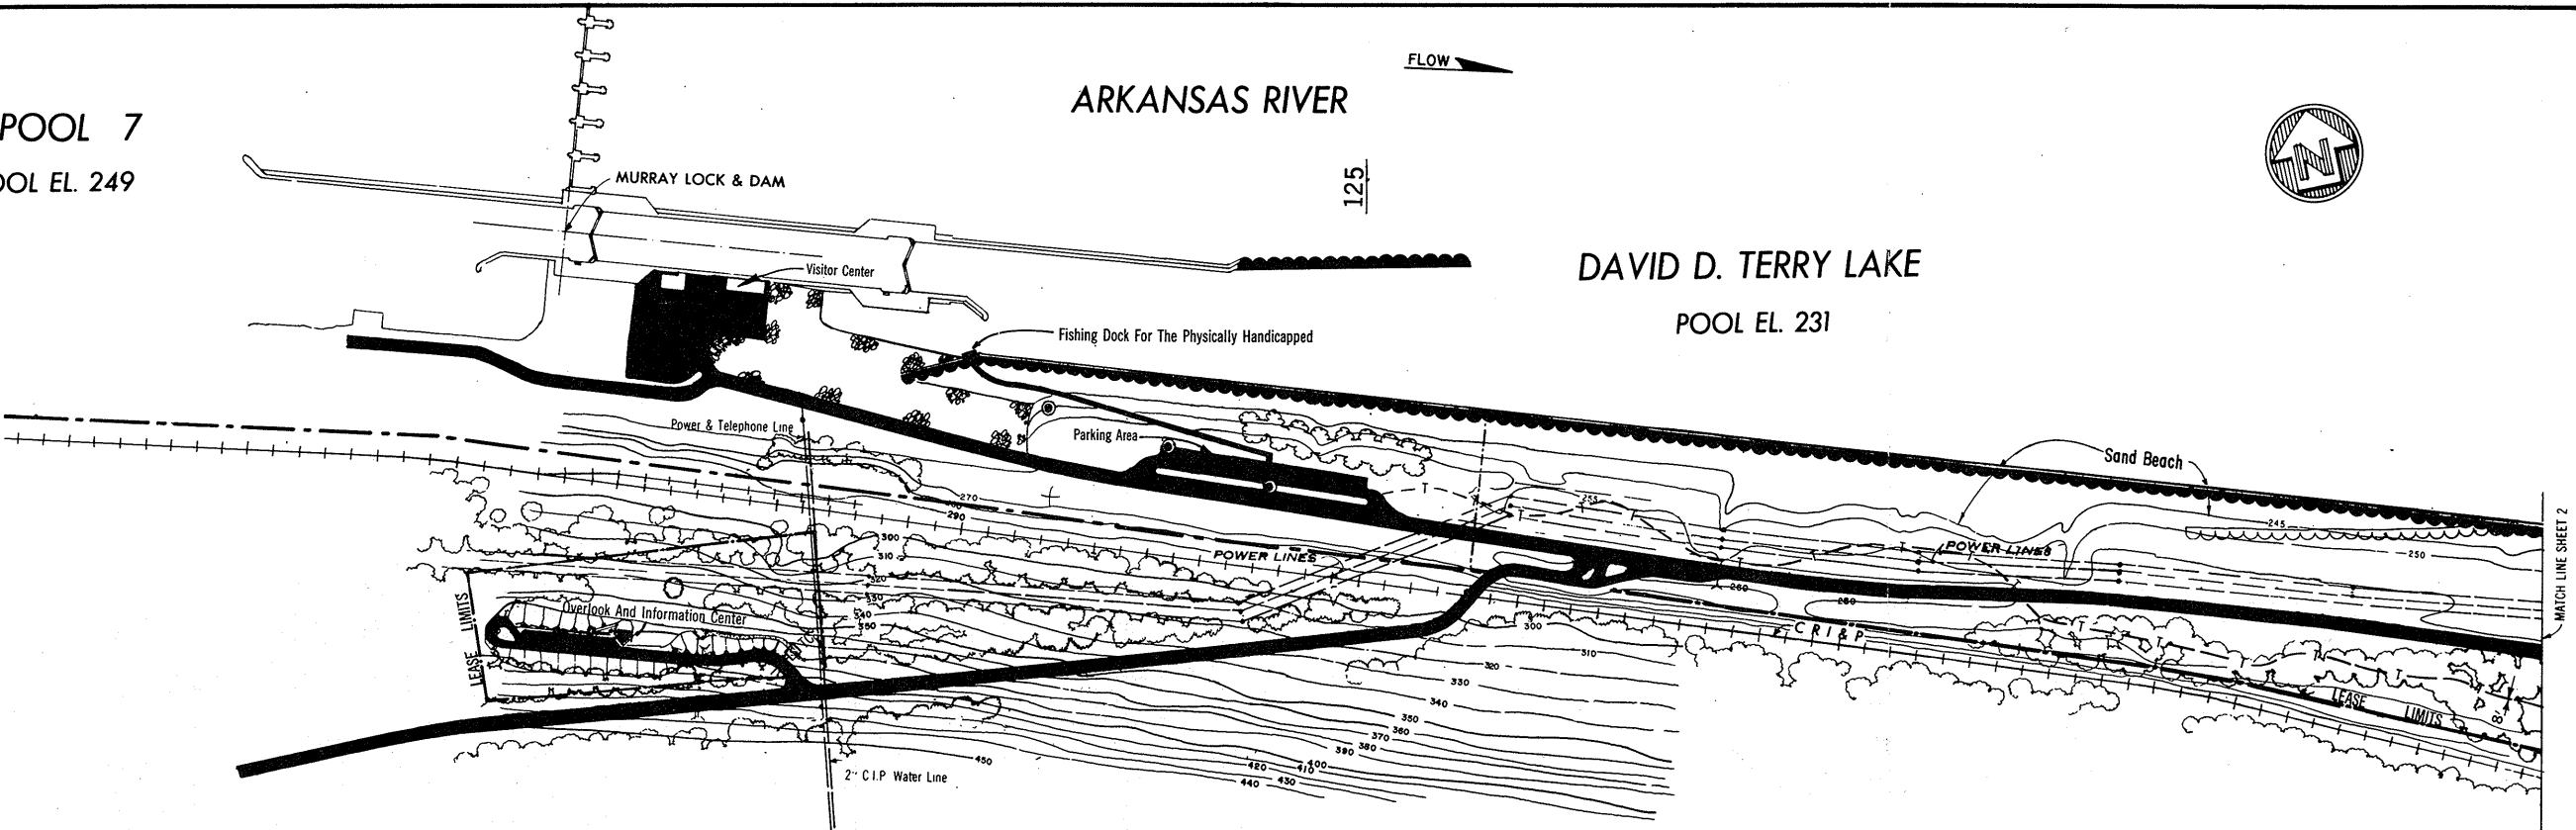 FLOW
ARKANSAS RIVER
POOL 7
OOL EL. 249
MURRAY LOCK & DAM
125
N
Visitor Center
DAVID D. TERRY LAKE
POOL EL. 231
Fishing Dock For The Physically Handicapped
Power & Telephone Line
Parking Area
Sand Beach
270
290
300
310
320
330
340
350
POWER LINES
255
POWER LINES
245
250
260
260
MATCH LINE SHEET 2
LEASE LIMITS
Overlook And Information Center
C R I & P
300
310
320
330
340
350
360
370
380
390
400
410
420
430
440
450
T
T
T
T
T
T
T
LEASE LIMITS
2" C.I.P Water Line